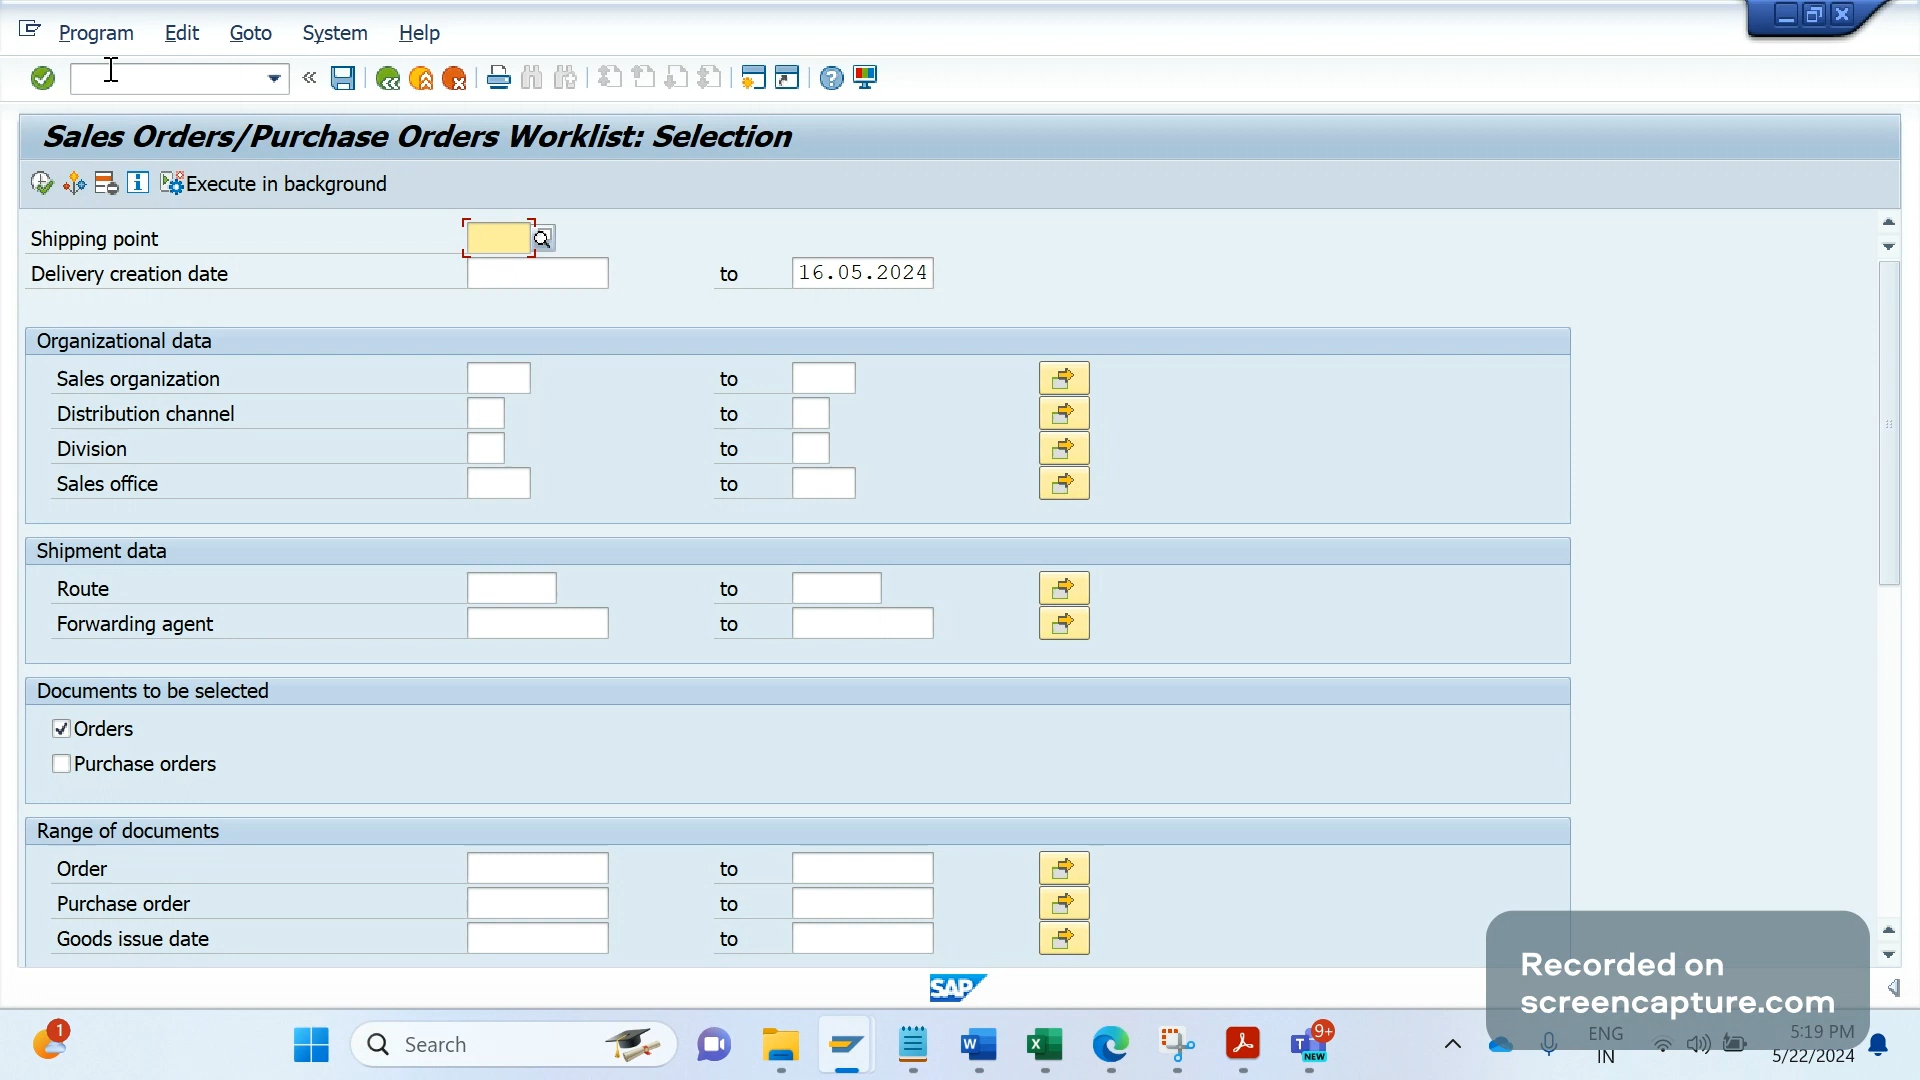 Program Edit Goto System Help
Sales Orders/Purchase Orders Worklist: Selection
Execute in background
Shipping point
Delivery creation date to 16.05.2024
Organizational data
Sales organization to
Distribution channel to
Division to
Sales office to
Shipment data
Route to
Forwarding agent to
Documents to be selected
Orders
Purchase orders
Range of documents
Order to
Purchase order to
Goods issue date to
SAP
Recorded on
screencapture.com
1
Search
9+
NEW
ENG
IN
5:19 PM
5/22/2024